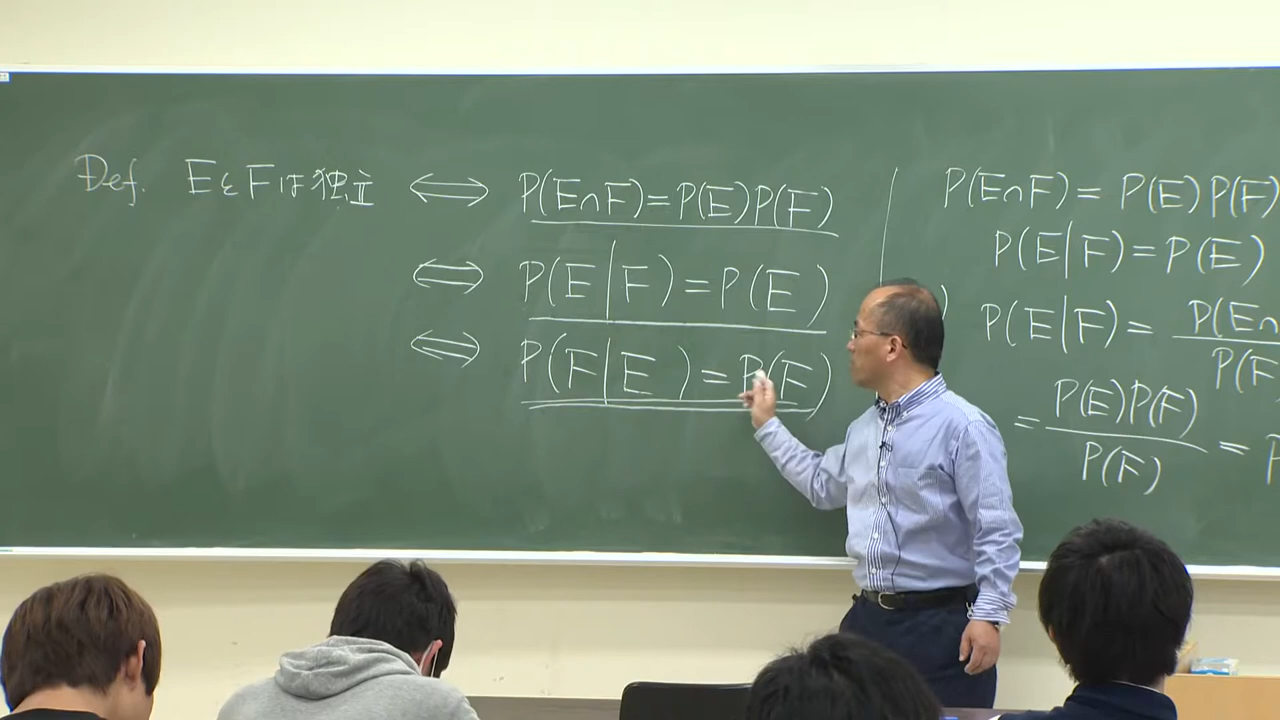 Def. EとFは独立 ⟺ P(E∩F)=P(E)P(F)
⟺ P(E|F)=P(E)
⟺ P(F|E)=P(F)
P(E∩F)= P(E)P(F)
P(E|F)=P(E)
P(E|F)= P(E∩
P(F
= P(E)P(F)
P(F)
= P